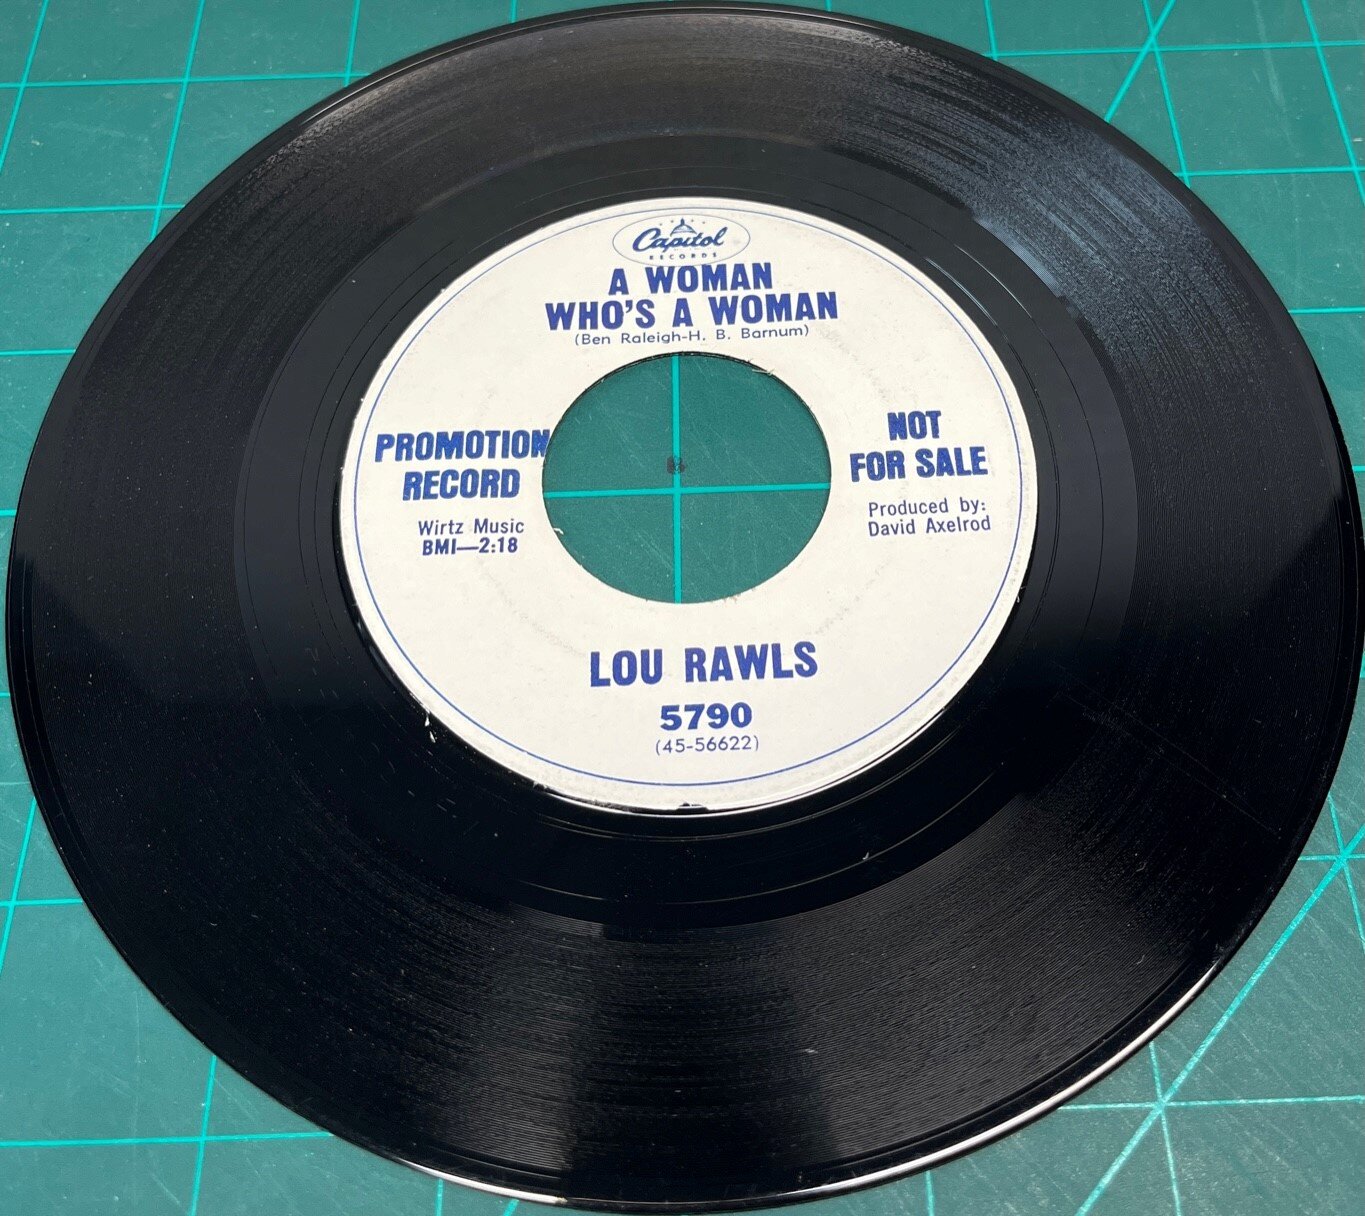 Capitol
RECORDS
A WOMAN
WHO'S A WOMAN
(Ben Raleigh-H. B. Barnum)
PROMOTION
RECORD
Wirtz Music
BMI—2:18
NOT
FOR SALE
Produced by:
David Axelrod
LOU RAWLS
5790
(45-56622)